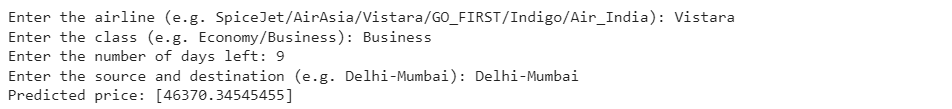 Enter the airline (e.g. SpiceJet/AirAsia/Vistara/GO_FIRST/Indigo/Air_India): Vistara
Enter the class (e.g. Economy/Business): Business
Enter the number of days left: 9
Enter the source and destination (e.g. Delhi-Mumbai): Delhi-Mumbai
Predicted price: [46370.34545455]